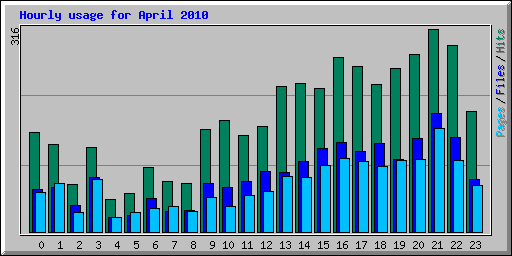 Hourly usage for April 2010
316
Pages/Files/Hits
0 1 2 3 4 5 6 7 8 9 10 11 12 13 14 15 16 17 18 19 20 21 22 23